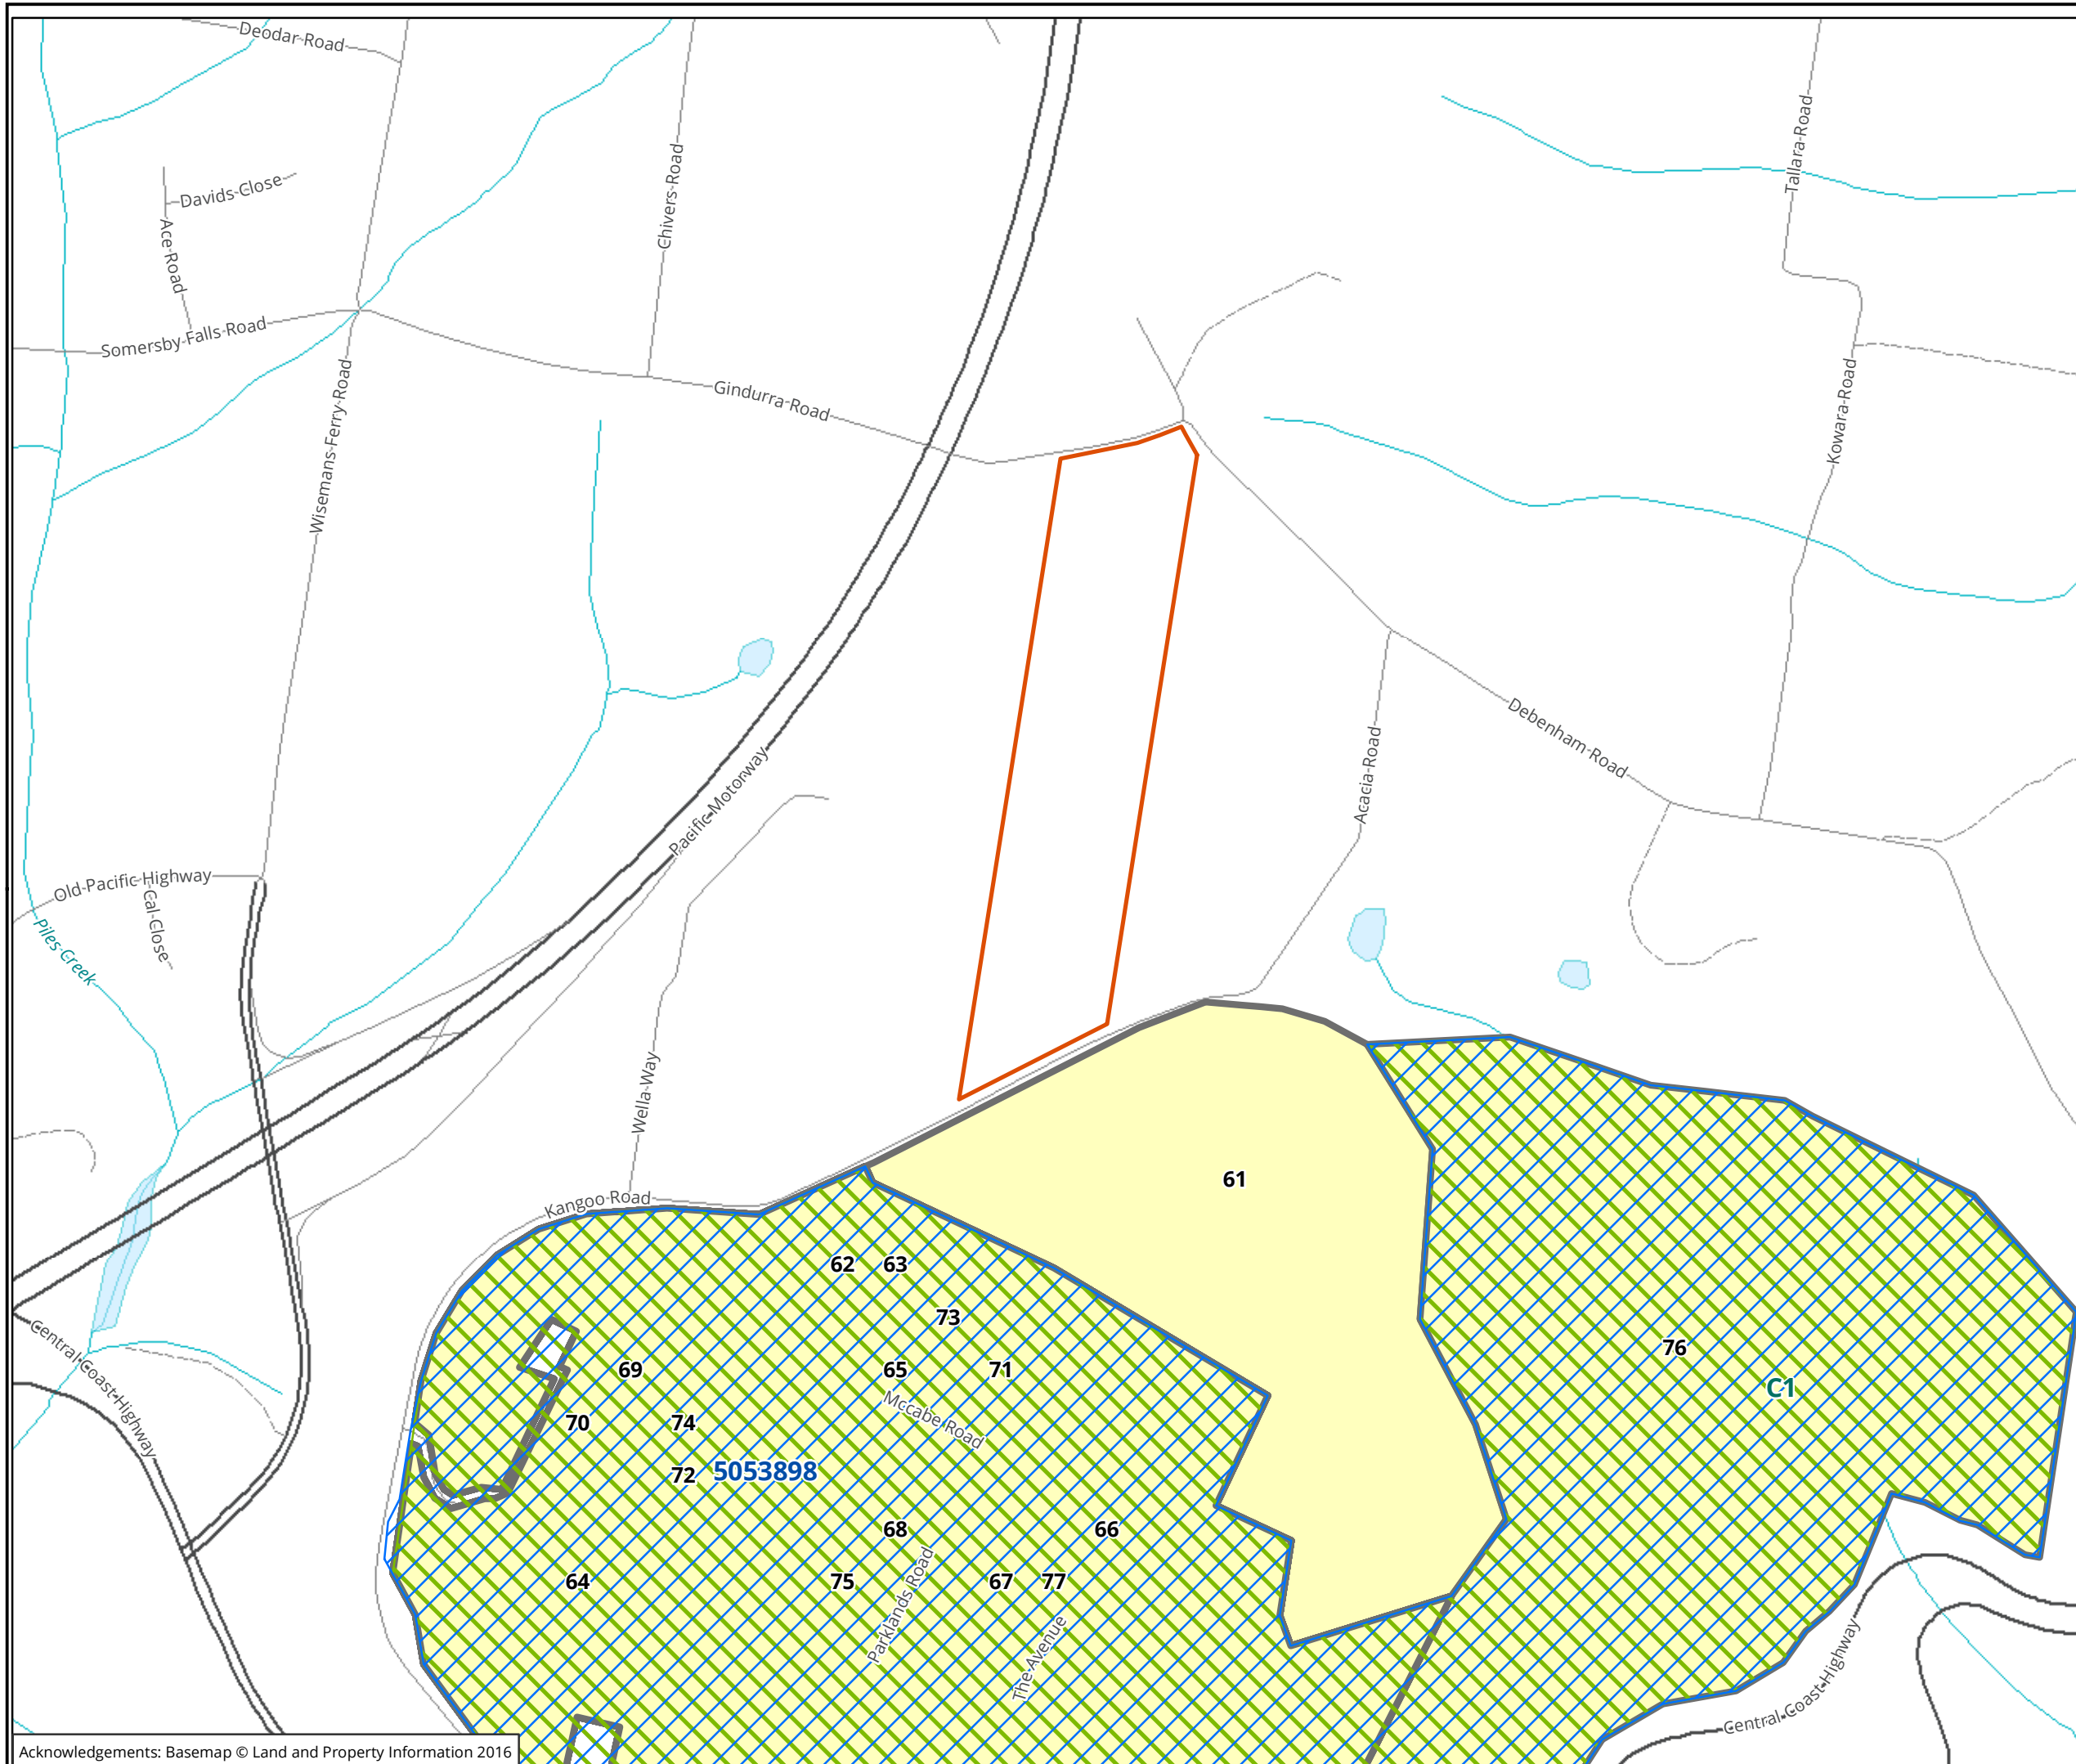 Deodar Road
Tallara Road
Davids Close
Chivers Road
Ace Road
Somersby Falls Road
Gindurra Road
Wisemans Ferry Road
Kowara Road
Debenham Road
Acacia Road
Pacific Motorway
Old Pacific Highway
Cal Close
Piles Creek
Wella Way
Kangoo Road
61
62 63
73
76
69
65
71
C1
Mccabe Road
70
74
72
5053898
Central Coast Highway
68
66
64
75
67
77
Parklands Road
The Avenue
Central Coast Highway
Acknowledgements: Basemap © Land and Property Information 2016